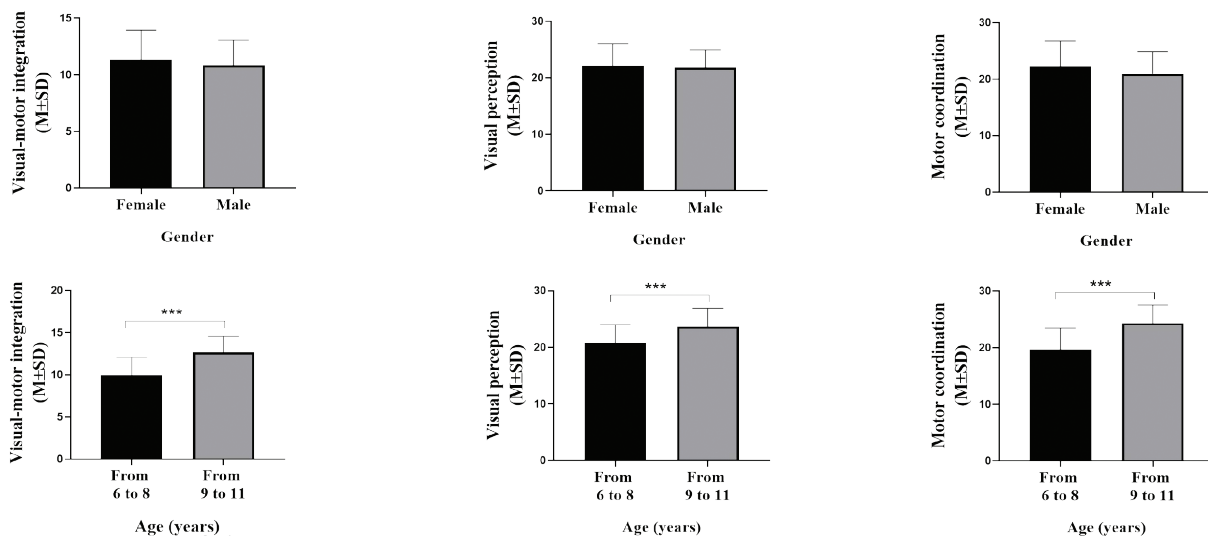 Visual-motor integration
(M±SD)
15
10
5
0
Female
Male
Gender
Visual perception
(M±SD)
30
20
10
0
Female
Male
Gender
Motor coordination
(M±SD)
30
20
10
0
Female
Male
Gender
Visual-motor integration
(M±SD)
20
15
10
5
0
***
From
6 to 8
From
9 to 11
Age (years)
Visual perception
(M±SD)
30
20
10
0
***
From
6 to 8
From
9 to 11
Age (years)
Motor coordination
(M±SD)
30
20
10
0
***
From
6 to 8
From
9 to 11
Age (years)